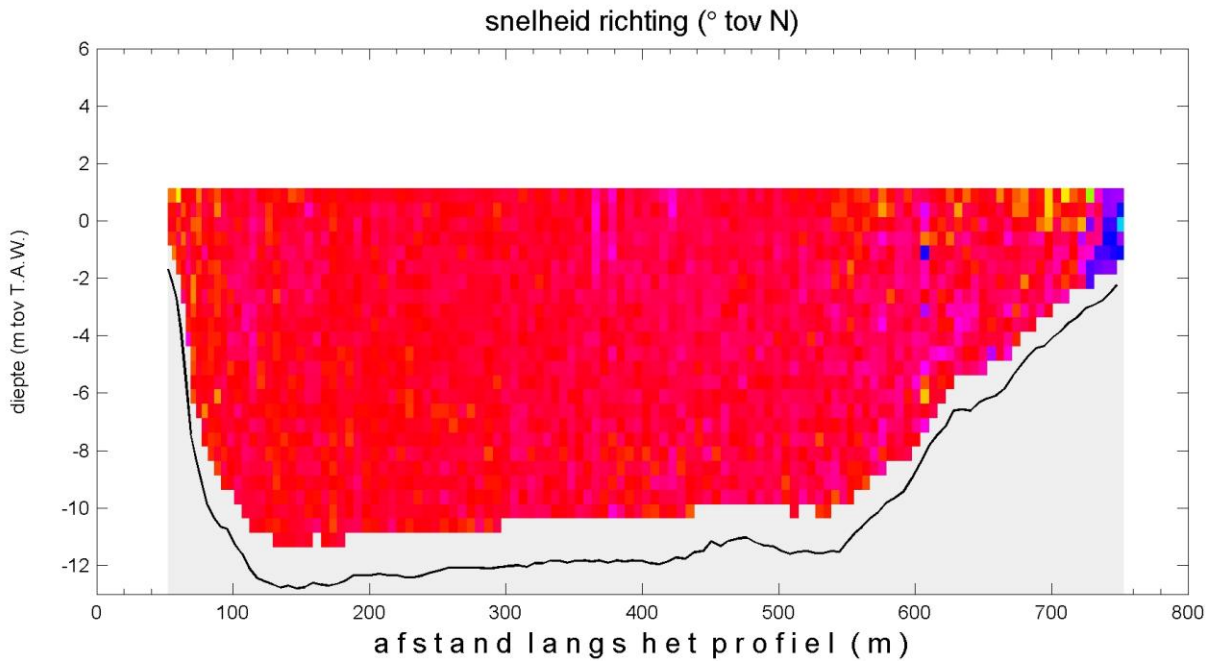 snelheid richting (° tov N)
6
4
2
0
-2
-4
-6
-8
-10
-12
diepte (m tov T.A.W.)
0 100 200 300 400 500 600 700 800
afstand langs het profiel (m)